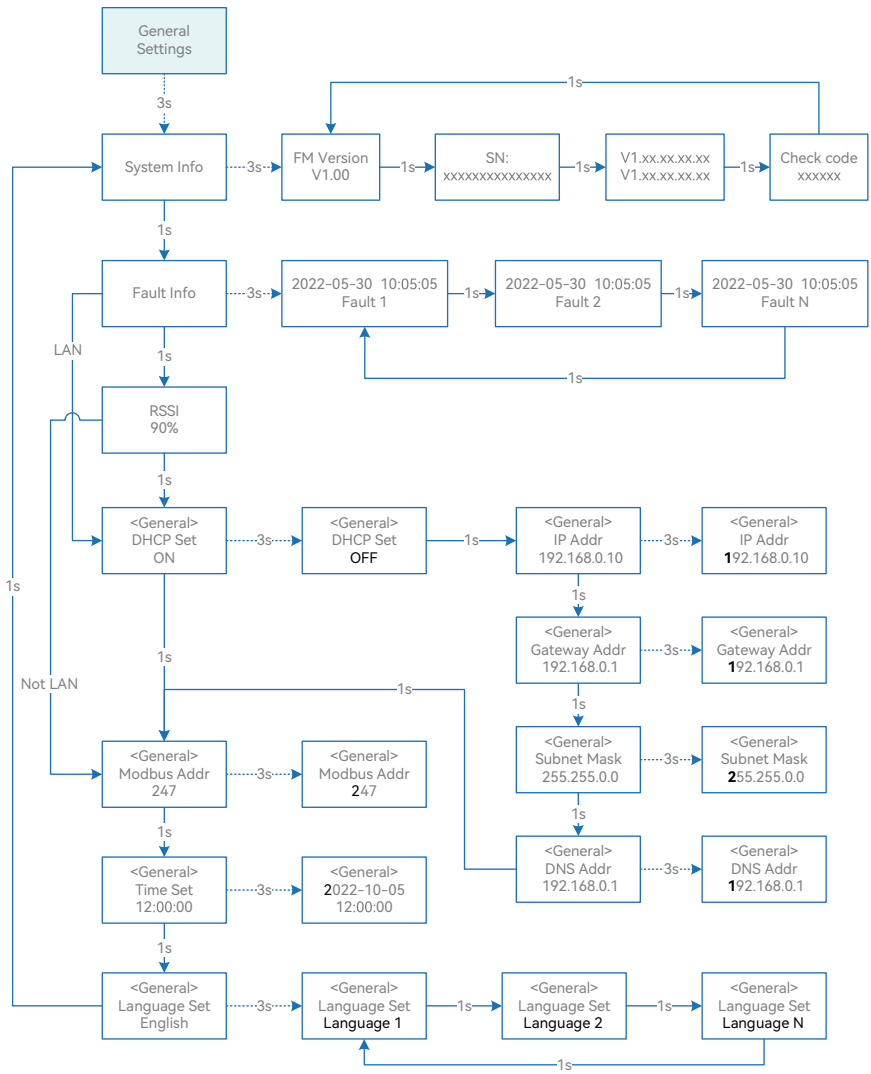 General
Settings
3s
1s
System Info
3s
FM Version
V1.00
1s
SN:
xxxxxxxxxxxxxxx
1s
V1.xx.xx.xx.xx
V1.xx.xx.xx.xx
1s
Check code
xxxxxx
1s
Fault Info
3s
2022-05-30 10:05:05
Fault 1
1s
2022-05-30 10:05:05
Fault 2
1s
2022-05-30 10:05:05
Fault N
LAN
1s
1s
RSSI
90%
1s
<General>
DHCP Set
ON
3s
<General>
DHCP Set
OFF
1s
<General>
IP Addr
192.168.0.10
3s
<General>
IP Addr
192.168.0.10
1s
1s
<General>
Gateway Addr
192.168.0.1
3s
<General>
Gateway Addr
192.168.0.1
1s
Not LAN
1s
1s
<General>
Modbus Addr
247
3s
<General>
Modbus Addr
247
<General>
Subnet Mask
255.255.0.0
3s
<General>
Subnet Mask
255.255.0.0
1s
1s
<General>
Time Set
12:00:00
3s
<General>
2022-10-05
12:00:00
<General>
DNS Addr
192.168.0.1
3s
<General>
DNS Addr
192.168.0.1
1s
<General>
Language Set
English
3s
<General>
Language Set
Language 1
1s
<General>
Language Set
Language 2
1s
<General>
Language Set
Language N
1s